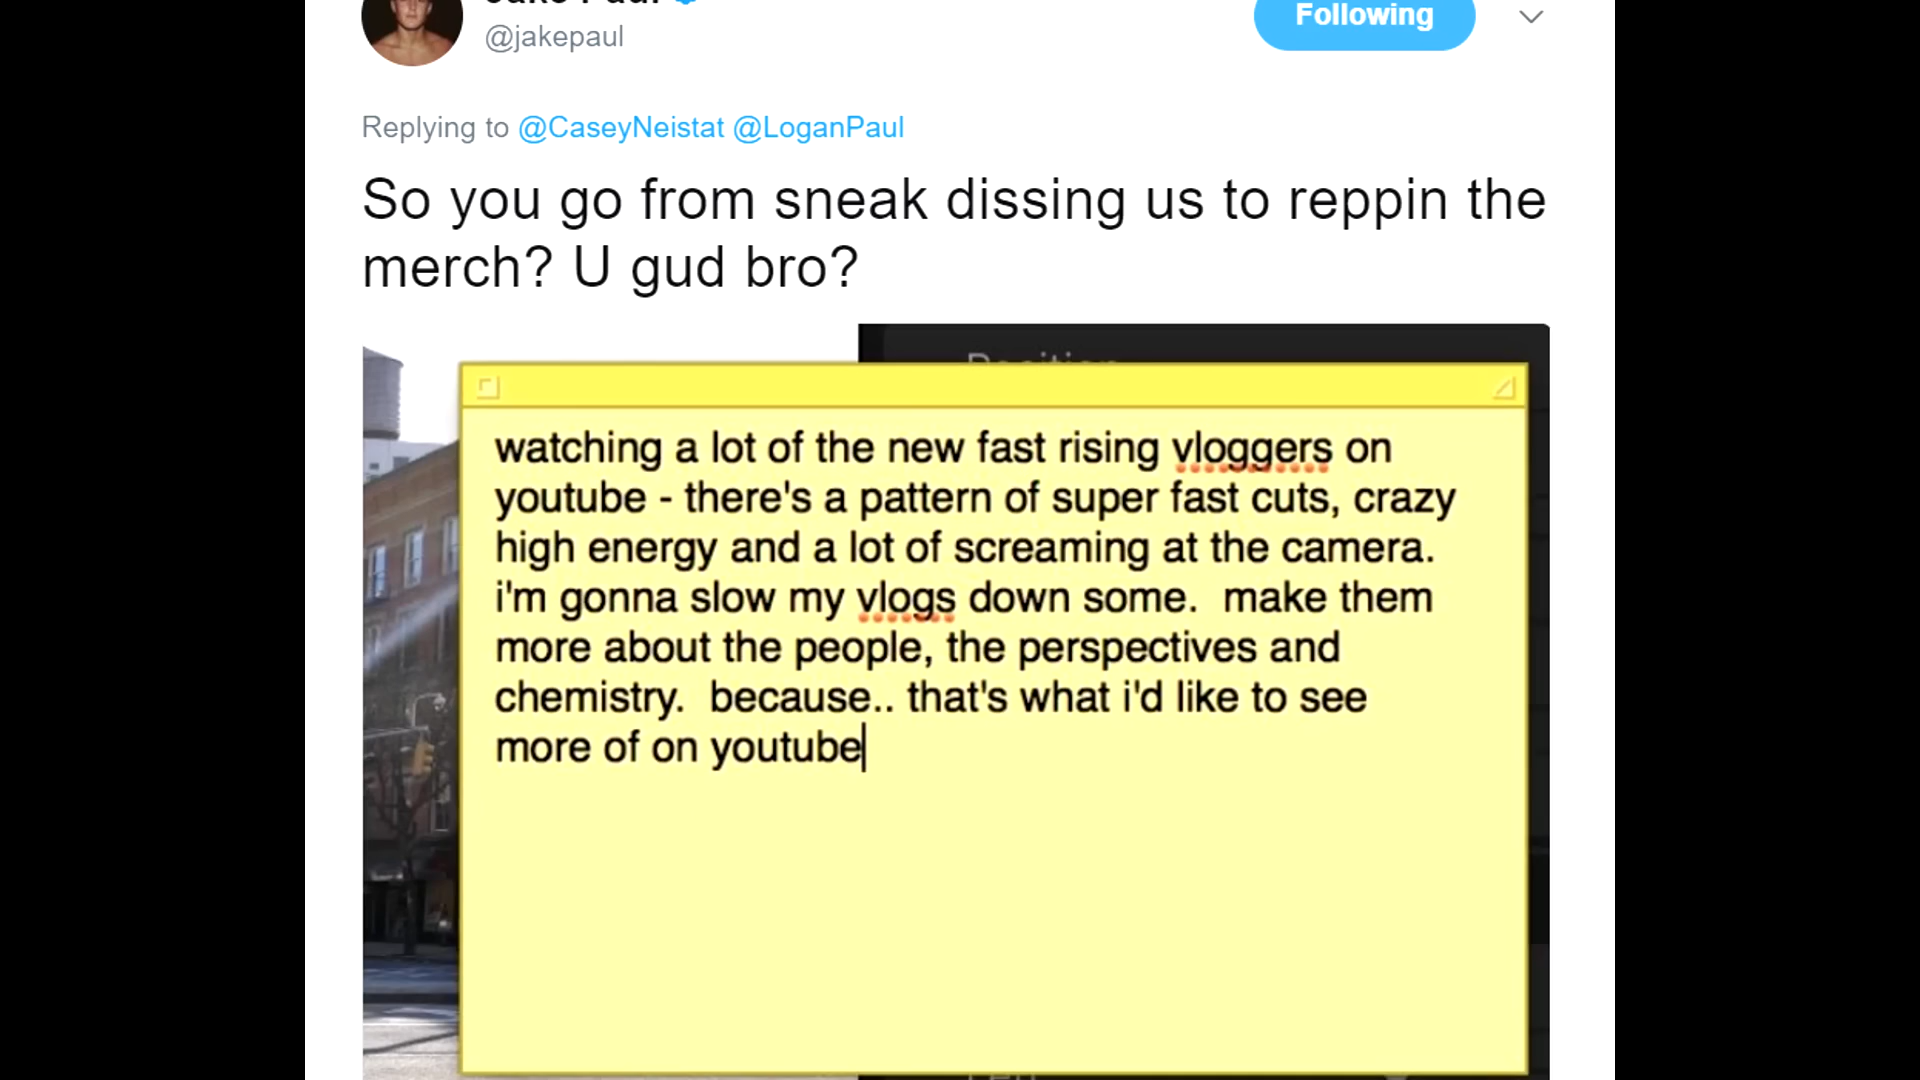 Jake Paul
@jakepaul
Following
Replying to @CaseyNeistat @LoganPaul
So you go from sneak dissing us to reppin the
merch? U gud bro?
Position
watching a lot of the new fast rising vloggers on
youtube - there's a pattern of super fast cuts, crazy
high energy and a lot of screaming at the camera.
i'm gonna slow my vlogs down some.  make them
more about the people, the perspectives and
chemistry.  because.. that's what i'd like to see
more of on youtube